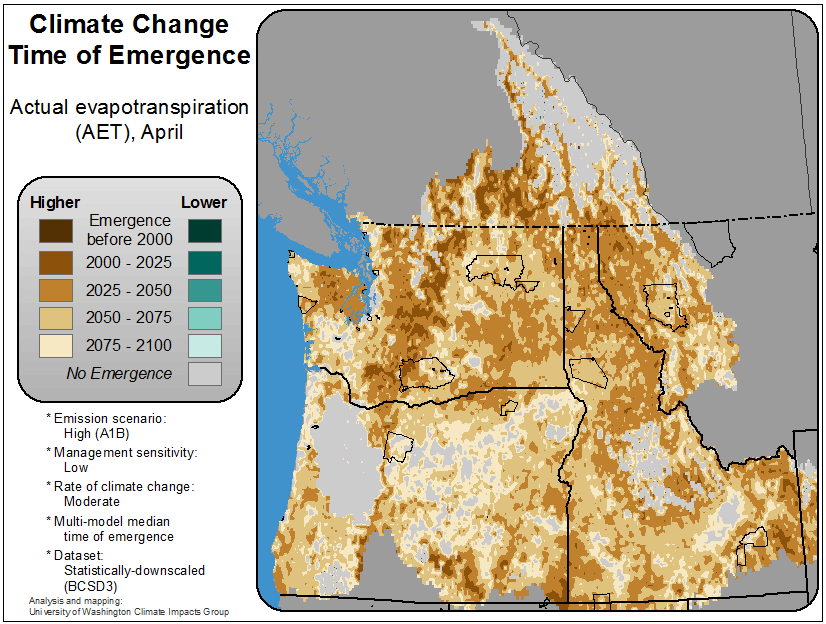 Climate Change
Time of Emergence
Actual evapotranspiration
(AET), April
Higher Lower
Emergence
before 2000
2000 - 2025
2025 - 2050
2050 - 2075
2075 - 2100
No Emergence
* Emission scenario:
High (A1B)
* Management sensitivity:
Low
* Rate of climate change:
Moderate
* Multi-model median
time of emergence
* Dataset:
Statistically-downscaled
(BCSD3)
Analysis and mapping:
University of Washington Climate Impacts Group